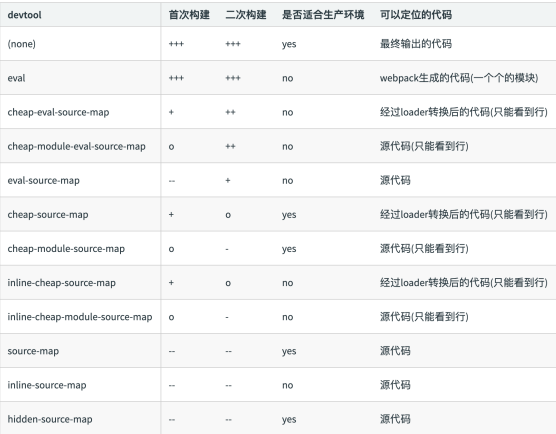 devtool 首次构建 二次构建 是否适合生产环境 可以定位的代码
(none) +++ +++ yes 最终输出的代码
eval +++ +++ no webpack生成的代码(一个个的模块)
cheap-eval-source-map + ++ no 经过loader转换后的代码(只能看到行)
cheap-module-eval-source-map o ++ no 源代码(只能看到行)
eval-source-map -- + no 源代码
cheap-source-map + o yes 经过loader转换后的代码(只能看到行)
cheap-module-source-map o - yes 源代码(只能看到行)
inline-cheap-source-map + o no 经过loader转换后的代码(只能看到行)
inline-cheap-module-source-map o - no 源代码(只能看到行)
source-map -- -- yes 源代码
inline-source-map -- -- no 源代码
hidden-source-map -- -- yes 源代码